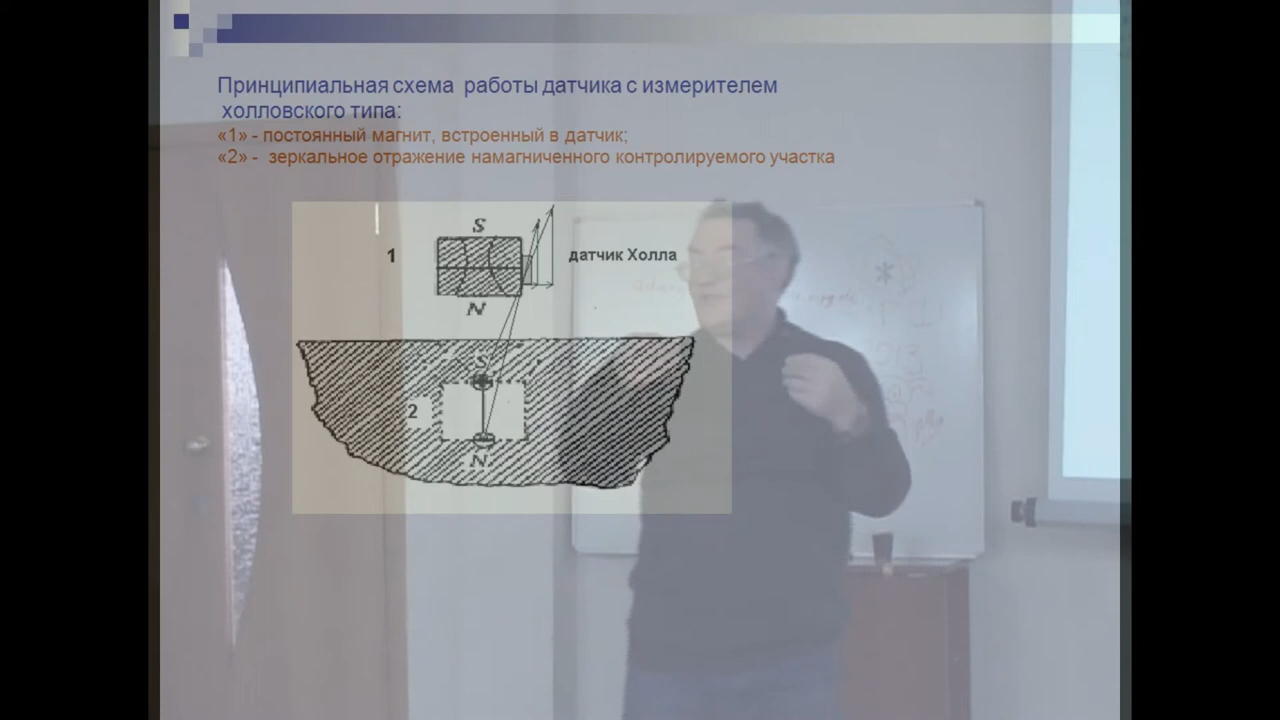 Принципиальная схема работы датчика с измерителем
холловского типа:
«1» - постоянный магнит, встроенный в датчик;
«2» - зеркальное отражение намагниченного контролируемого участка
S
1
датчик Холла
N
S
2
N